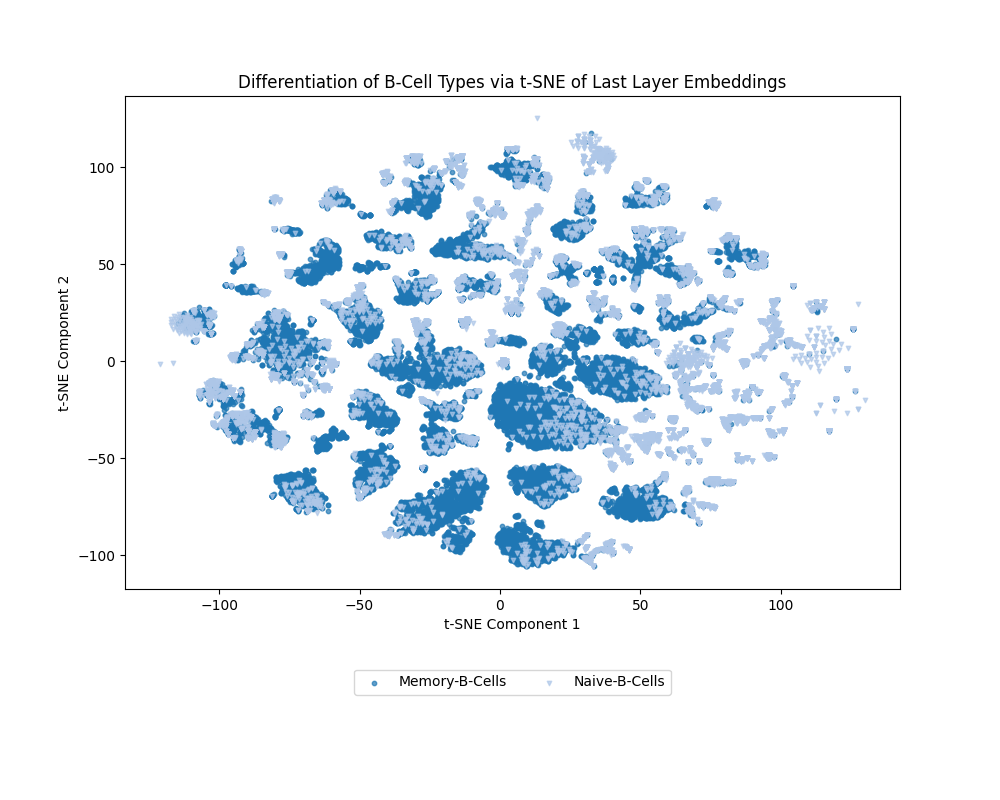 Differentiation of B-Cell Types via t-SNE of Last Layer Embeddings
100
50
0
−50
−100
t-SNE Component 2
−100 −50 0 50 100
t-SNE Component 1
Memory-B-Cells Naive-B-Cells